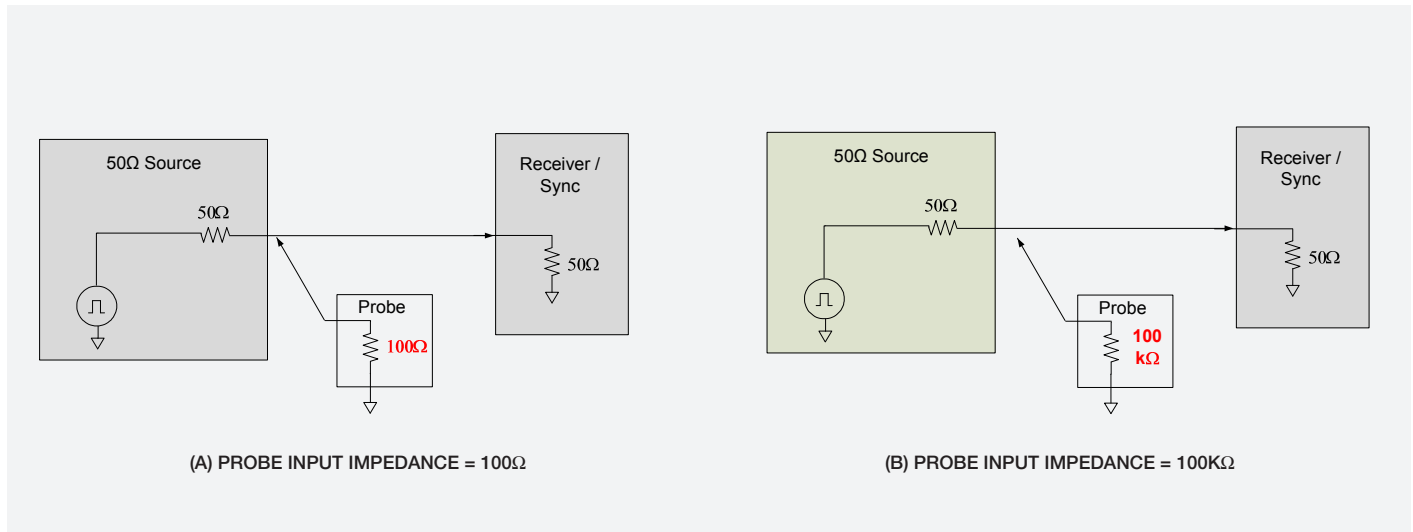 50Ω Source
50Ω
Receiver /
Sync
50Ω
Probe
100Ω
(A) PROBE INPUT IMPEDANCE = 100Ω
50Ω Source
50Ω
Receiver /
Sync
50Ω
Probe
100
kΩ
(B) PROBE INPUT IMPEDANCE = 100KΩ